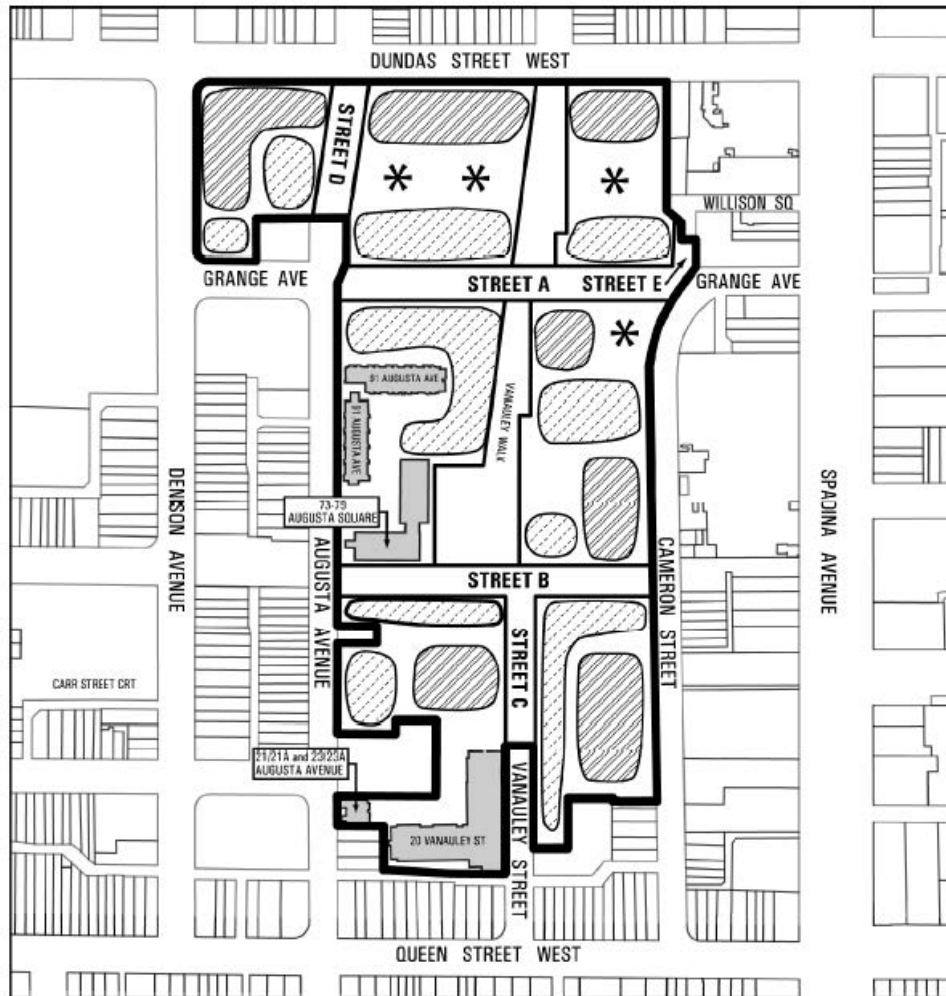 DUNDAS STREET WEST
STREET D
WILLISON SQ
GRANGE AVE
STREET A
STREET E
GRANGE AVE
91 AUGUSTA AVE
91 AUGUSTA AVE
VANAULEY WALK
DENISON AVENUE
73-79
AUGUSTA SQUARE
SPADINA AVENUE
AUGUSTA AVENUE
STREET B
CAMERON STREET
STREET C
CARR STREET CRT
21/21A and 23/23A
AUGUSTA AVENUE
VANAULEY STREET
20 VANAULEY ST
QUEEN STREET WEST